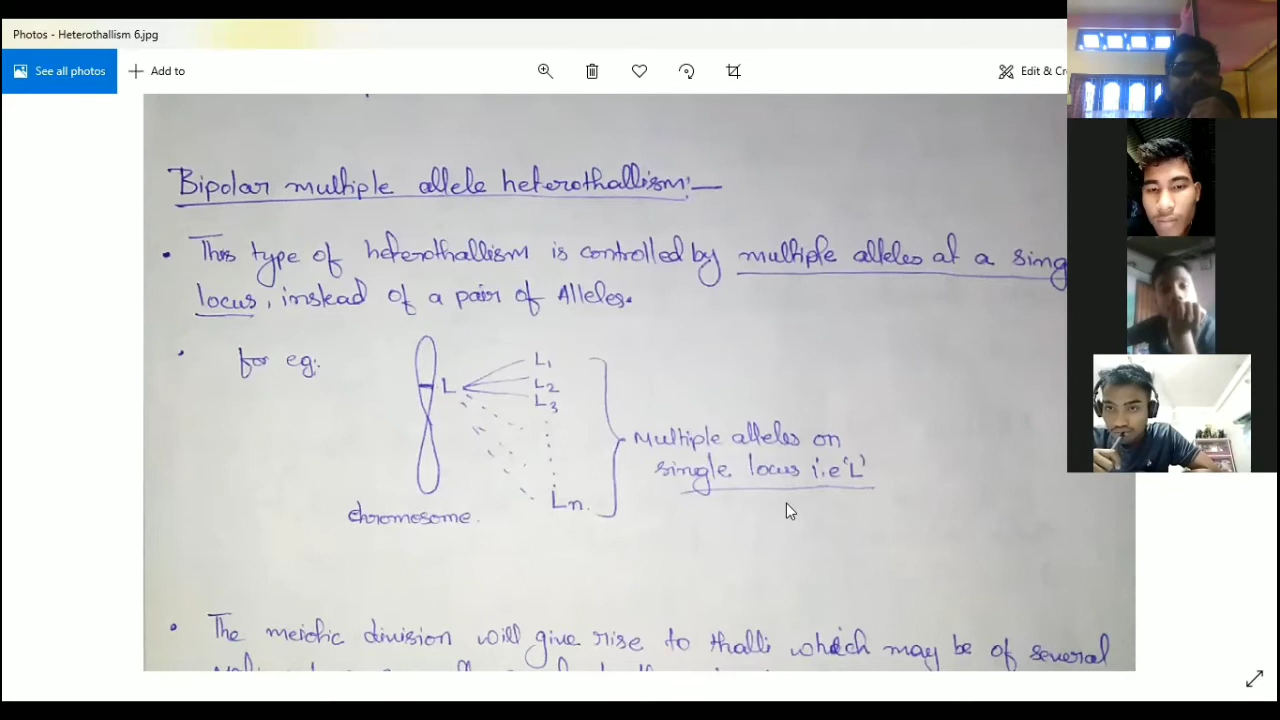 Photos - Heterothallism 6.jpg
See all photos
Add to
Edit & Cr
Bipolar multiple allele heterothallism:—
• This type of heterothallism is controlled by multiple alleles at a sing
locus, instead of a pair of Alleles.
• for eg:
L
L1
L2
L3
Ln.
Multiple alleles on
single locus i.e 'L'
chromosome.
• The meiotic division will give rise to thalli which may be of several